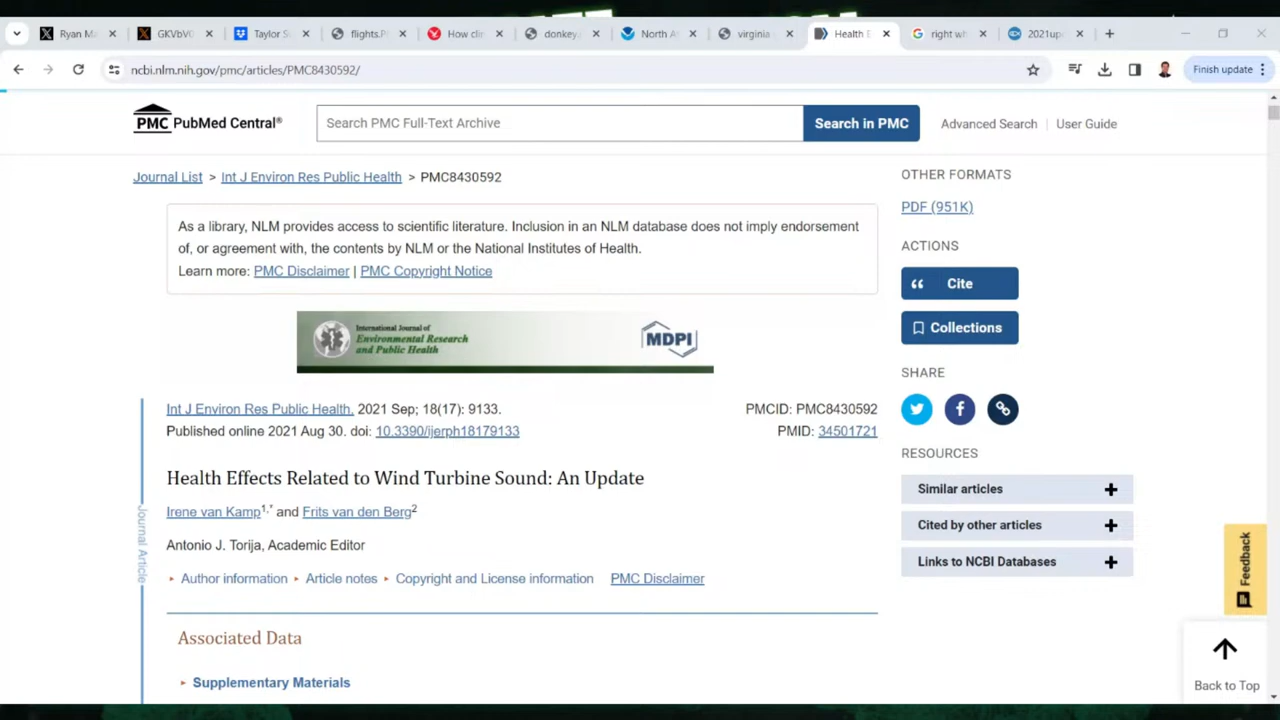 Ryan Ma
GKVbV
Taylor S
flights.P
How clim
donkey.
North A
virginia
Health E
right wh
2021up
ncbi.nlm.nih.gov/pmc/articles/PMC8430592/
Finish update
PMC PubMed Central®
Search PMC Full-Text Archive
Search in PMC
Advanced Search
User Guide
Journal List > Int J Environ Res Public Health > PMC8430592
As a library, NLM provides access to scientific literature. Inclusion in an NLM database does not imply endorsement
of, or agreement with, the contents by NLM or the National Institutes of Health.
Learn more: PMC Disclaimer | PMC Copyright Notice
International Journal of
Environmental Research
and Public Health
MDPI
Int J Environ Res Public Health. 2021 Sep; 18(17): 9133.
Published online 2021 Aug 30. doi: 10.3390/ijerph18179133
PMCID: PMC8430592
PMID: 34501721
Health Effects Related to Wind Turbine Sound: An Update
Irene van Kamp1,* and Frits van den Berg2
Antonio J. Torija, Academic Editor
Author information
Article notes
Copyright and License information
PMC Disclaimer
Associated Data
Supplementary Materials
Journal Article
OTHER FORMATS
PDF (951K)
ACTIONS
Cite
Collections
SHARE
RESOURCES
Similar articles
Cited by other articles
Links to NCBI Databases
Feedback
Back to Top